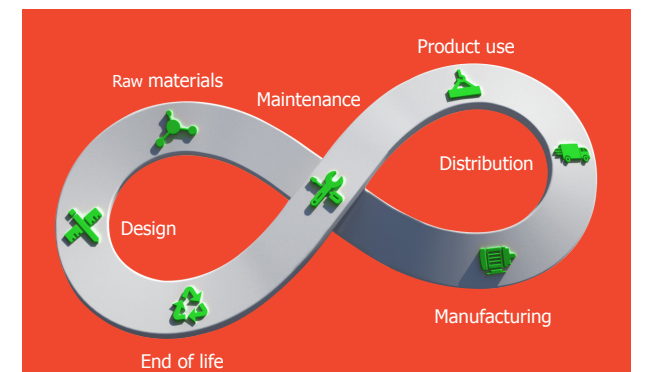 Product use
Raw materials
Maintenance
Distribution
Design
Manufacturing
End of life